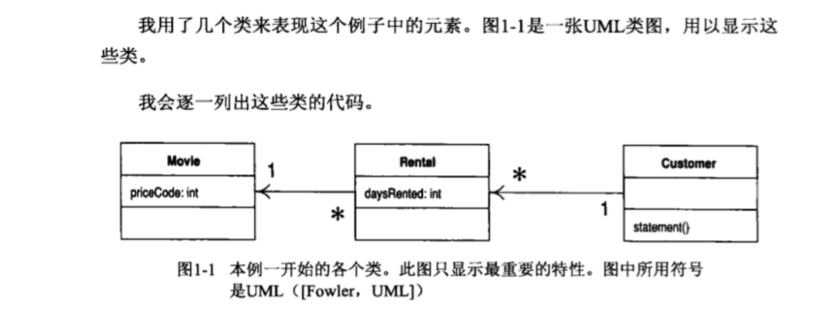 我用了几个类来表现这个例子中的元素。图1-1是一张UML类图，用以显示这
些类。
我会逐一列出这些类的代码。
Movie
priceCode: int
1
*
Rental
daysRented: int
*
1
Customer
statement()
图1-1 本例一开始的各个类。此图只显示最重要的特性。图中所用符号
是UML（[Fowler，UML]）